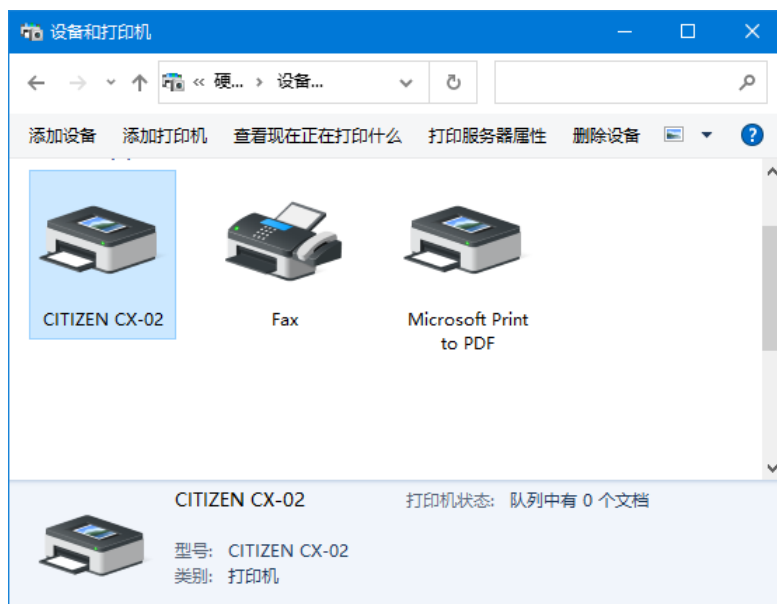 设备和打印机
« 硬... › 设备...
添加设备 添加打印机 查看现在正在打印什么 打印服务器属性 删除设备
CITIZEN CX-02
Fax
Microsoft Print
to PDF
CITIZEN CX-02 打印机状态: 队列中有 0 个文档
型号: CITIZEN CX-02
类别: 打印机